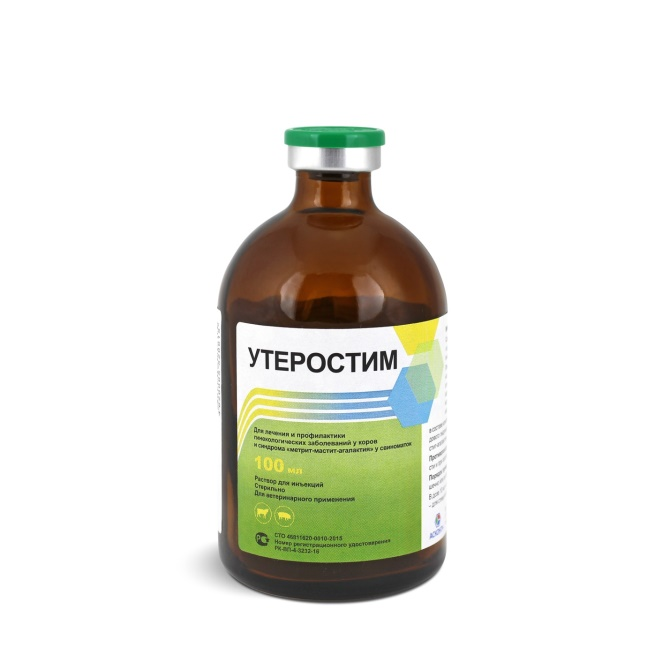 УТЕРОСТИМ
Для лечения и профилактики
гинекологических заболеваний у коров
и синдрома «метрит-мастит-агалактия» у свиноматок
100 мл
Раствор для инъекций
Стерильно
Для ветеринарного применения
СТО 46811620-0010-2015
Номер регистрационного удостоверения
РК-ВП-4-3232-16